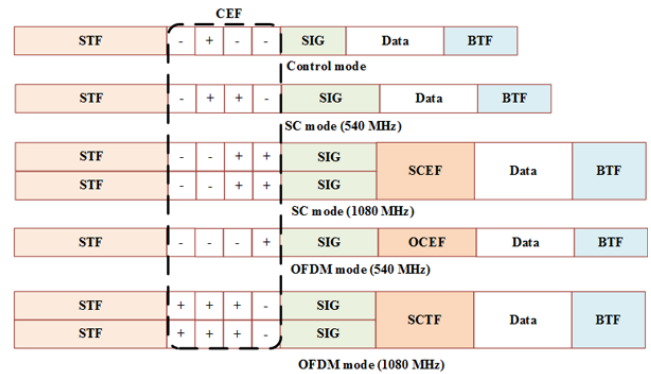 CEF
STF - + - - SIG Data BTF
Control mode
STF - + + - SIG Data BTF
SC mode (540 MHz)
STF - - + + SIG
STF - - + + SIG
SCEF Data BTF
SC mode (1080 MHz)
STF - - - + SIG OCEF Data BTF
OFDM mode (540 MHz)
STF + + + - SIG
STF + + + - SIG
SCTF Data BTF
OFDM mode (1080 MHz)